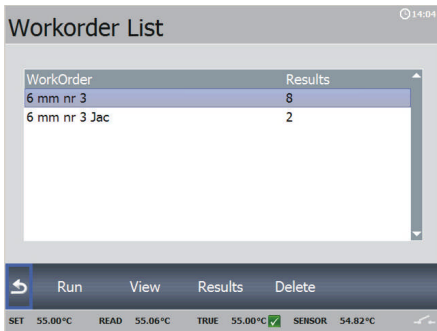 Workorder List
14:04
WorkOrder Results
6 mm nr 3 8
6 mm nr 3 Jac 2
Run View Results Delete
SET 55.00°C READ 55.06°C TRUE 55.00°C SENSOR 54.82°C